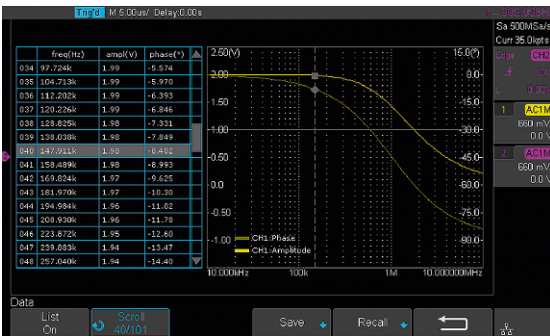 Trig'd M 5.00us/ Delay:0.00s
Sa 500MSa/s
Curr 35.0kpts
Edge CH2
0.00
1 AC1M
660 mV
0.0 V
2 AC1M
660 mV
0.0 V
freq(Hz) ampl(V) phase(°)
034 97.724k 1.99 -5.574
035 104.713k 1.99 -5.970
036 112.202k 1.99 -6.393
037 120.226k 1.99 -6.846
038 128.825k 1.98 -7.331
039 138.038k 1.98 -7.849
040 147.911k 1.98 -8.402
041 158.489k 1.98 -8.993
042 169.824k 1.97 -9.625
043 181.970k 1.97 -10.30
044 194.984k 1.96 -11.02
045 208.930k 1.96 -11.78
046 223.872k 1.95 -12.60
047 239.883k 1.94 -13.47
048 257.040k 1.94 -14.40
2.50(V) 15.0(°)
2.00 0.0
1.50 -15.0
1.00 -30.0
0.50 -45.0
0.0 -60.0
-0.50 -75.0
-1.00 -90.0
CH1:Phase
CH1:Amplitude
10.000kHz 100k 1M 10.000000MHz
Data
List Scroll Save Recall
On 40/101